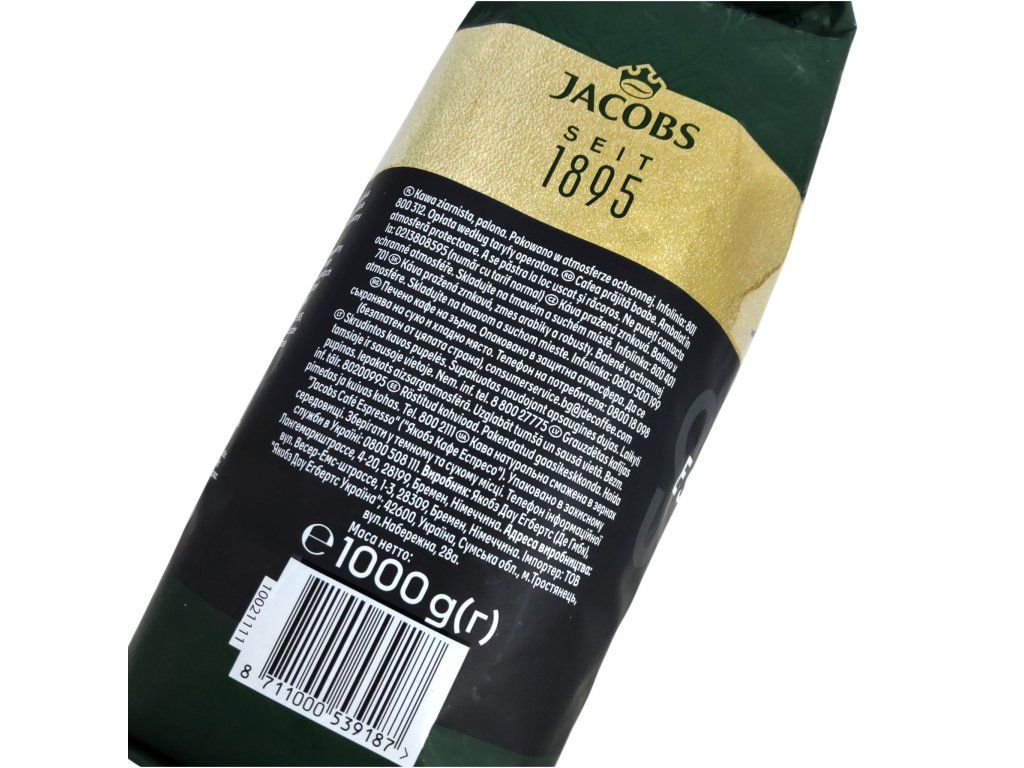 JACOBS
SEIT
1895
PL Kawa ziarnista, palona. Pakowano w atmosferze ochronnej. Infolinia: 801
800 312. Opłata według taryfy operatora. RO Cafea prăjită boabe. Ambalat în
atmosferă protectoare. A se păstra la loc uscat și răcoros. Ne puteți contacta
la: 0213808595 (număr cu tarif normal) CZ Káva pražená zrnková. Baleno v
ochranné atmosféře. Skladujte na tmavém a suchém místě. Infolinka: 800 401
701 SK Káva pražená zrnková, zmes arabiky a robusty. Balené v ochrannej
atmosfére. Skladujte na tmavom a suchom mieste. Infolinka: 0800 500 199
BG Печено кафе на зърна. Опаковано в защитна атмосфера. Да се
съхранява на сухо и хладно място. Телефон на потребителя: 0800 18 098
(безплатен от цялата страна), consumerservice.bg@jdecoffee.com
LT Skrudintos kavos pupelės. Supakuotas naudojant apsaugines dujas. Laikyti
tamsioje ir sausoje vietoje. Nem. inf. tel. 8 800 27775 LV Grauzdētas kafijas
pupiņas. Iepakots aizsargatmosfērā. Uzglabāt tumšā un sausā vietā. Bezm.
inf. tālr. 80200995 EE Röstitud kohvioad. Pakendatud gaasikeskkonda. Hoida
pimedas ja kuivas kohas. Tel. 800 2111 UA Кава натуральна смажена в зернах
"Jacobs Café Espresso" ("Якобз Кафе Еспресо"). Упаковано в захисному
середовищі. Зберігати у темному та сухому місці. Телефон інформаційної
служби в Україні: 0800 508 111. Виробник: Якобз Дау Егбертс (Де Гмбх),
Лангемаркштрассе, 4-20, 28199, Бремен, Німеччина. Адреса виробництва:
вул. Весер-Емс-штрассе, 1-3, 28309, Бремен, Німеччина. Імпортер: ТОВ
"Якобз Дау Егбертс Україна", 42600, Україна, Сумська обл., м.Тростянець,
вул.Набережна, 28а.
Маса нетто:
℮ 1000 g(г)
10021111
8 711000 539187 >